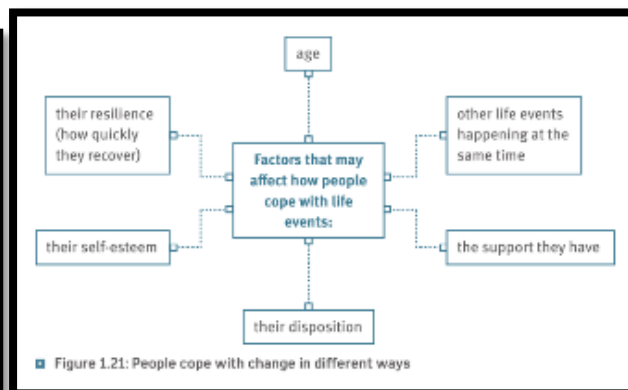 age
their resilience
(how quickly
they recover)
other life events
happening at the
same time
Factors that may
affect how people
cope with life
events:
their self-esteem
the support they have
their disposition
Figure 1.21: People cope with change in different ways